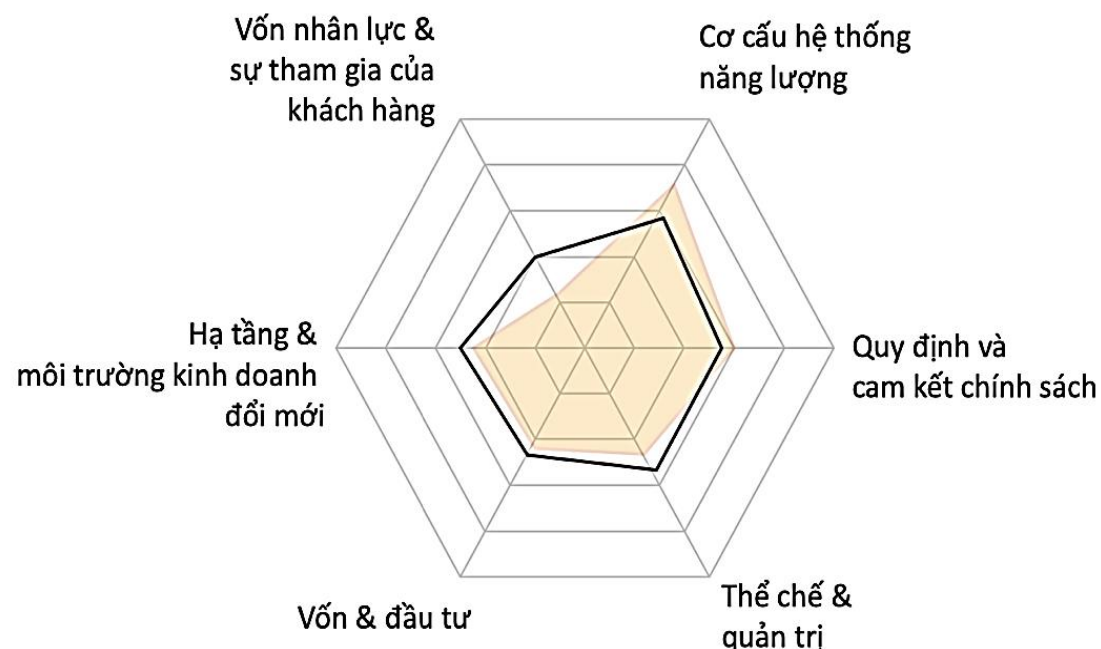 Vốn nhân lực &
sự tham gia của
khách hàng
Cơ cấu hệ thống
năng lượng
Hạ tầng &
môi trường kinh doanh
đổi mới
Quy định và
cam kết chính sách
Vốn & đầu tư
Thể chế &
quản trị